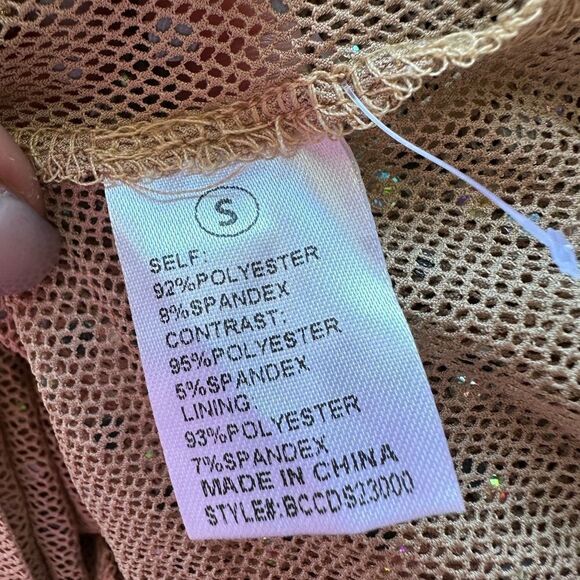 S
SELF:
92%POLYESTER
8%SPANDEX
CONTRAST:
95%POLYESTER
5%SPANDEX
LINING
93%POLYESTER
7%SPANDEX
MADE IN CHINA
STYLE#:BCCDS23000